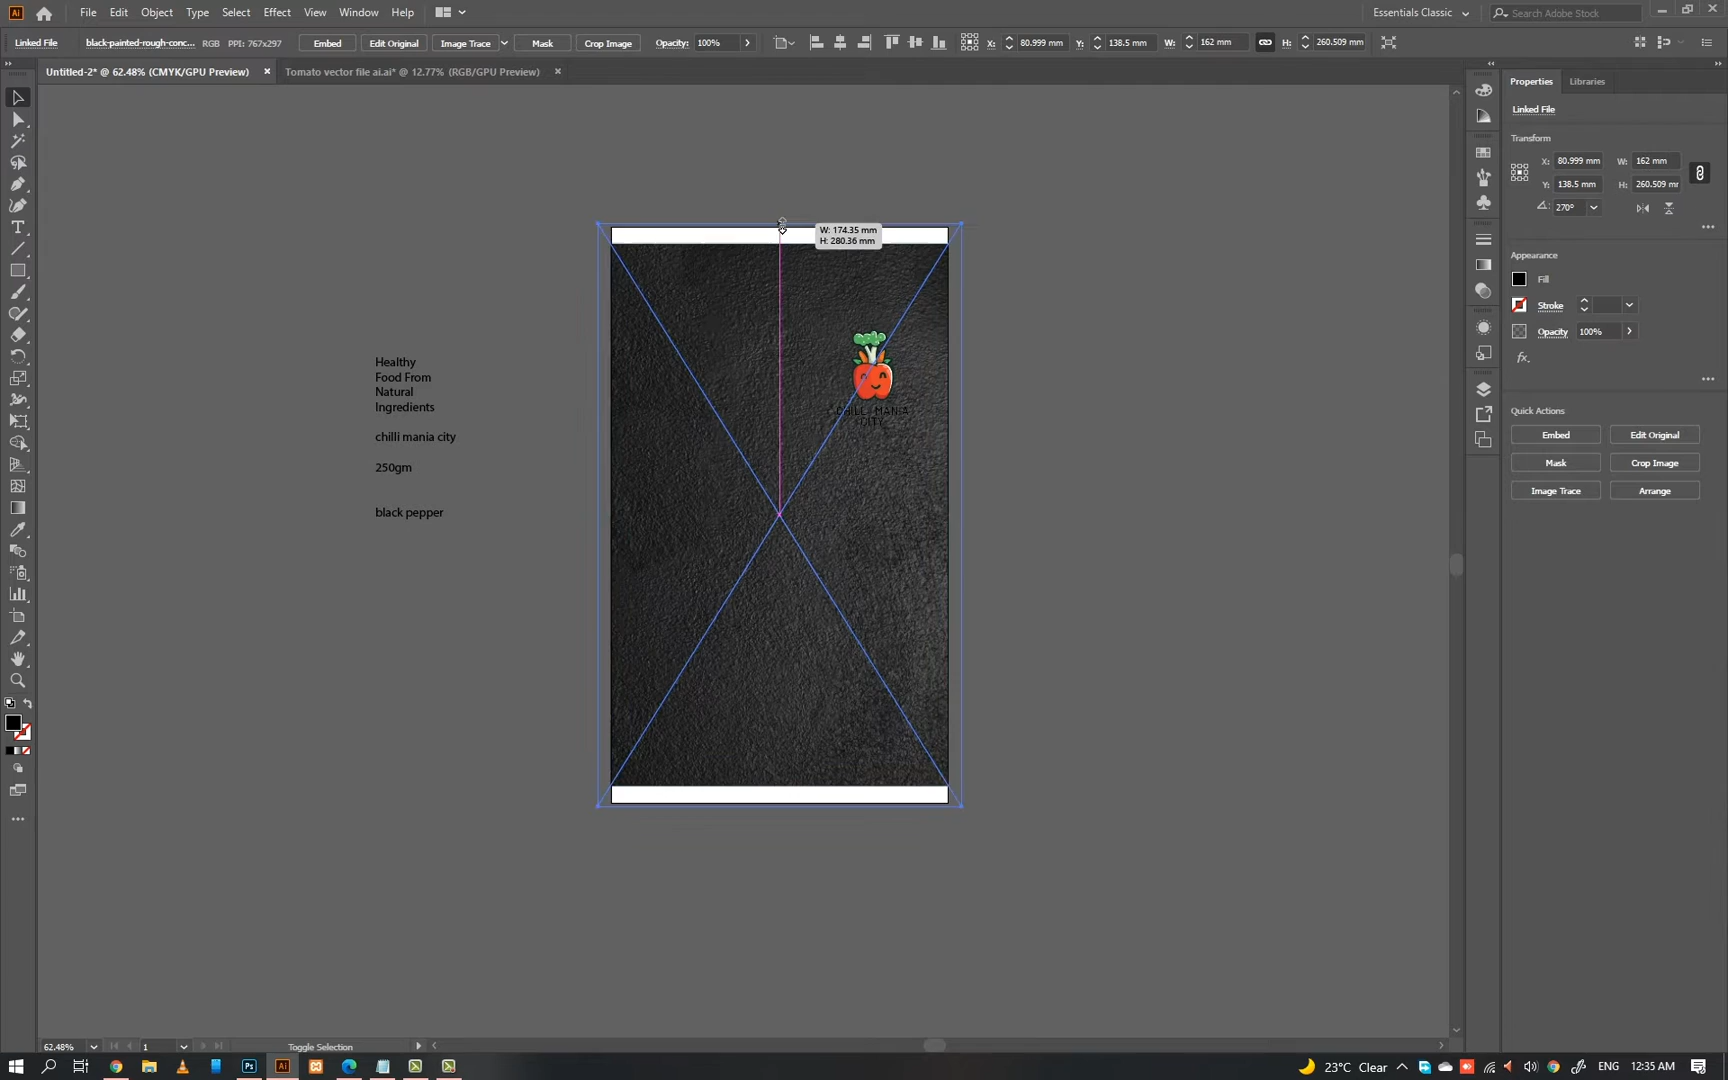 Ai File Edit Object Type Select Effect View Window Help Essentials Classic Search Adobe Stock
Linked File black-painted-rough-conc... RGB PPI: 767x297 Embed Edit Original Image Trace Mask Crop Image Opacity: 100% X: 80.999 mm Y: 138.5 mm W: 162 mm H: 260.509 mm
Untitled-2* @ 62.48% (CMYK/GPU Preview) × Tomato vector file ai.ai* @ 12.77% (RGB/GPU Preview) ×
Properties Libraries
Linked File
Transform
X: 80.999 mm W: 162 mm
Y: 138.5 mm H: 260.509 mr
270°
Appearance
Fill
Stroke
Opacity 100%
fx.
Quick Actions
Embed Edit Original
Mask Crop Image
Image Trace Arrange
W: 174.35 mm
H: 280.36 mm
Healthy
Food From
Natural
Ingredients
chilli mania city
250gm
black pepper
CHILLI MANIA
CITY
62.48% 1 Toggle Selection
Ps Ai 23°C Clear ENG 12:35 AM